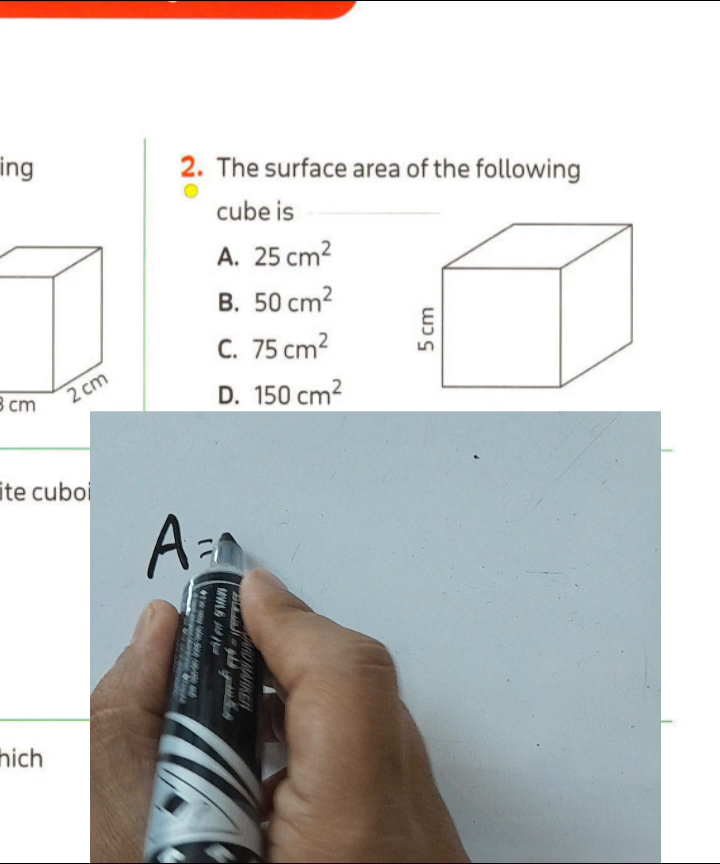 ing
2. The surface area of the following
cube is
A. 25 cm²
B. 50 cm²
C. 75 cm²
D. 150 cm²
5 cm
2 cm
3 cm
ite cuboi
A =
hich